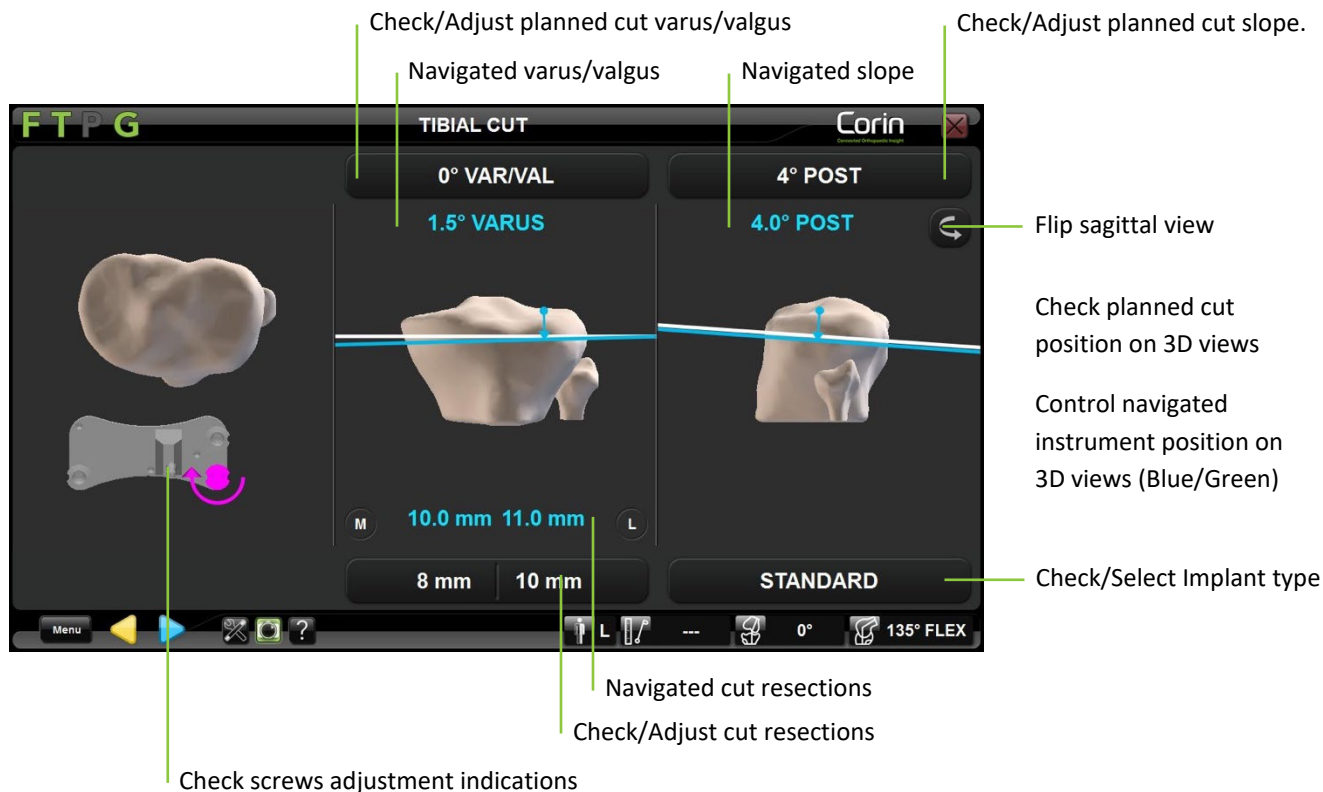 Check/Adjust planned cut varus/valgus
Check/Adjust planned cut slope.
Navigated varus/valgus
Navigated slope
F T P G
TIBIAL CUT
Corin
Connected Orthopaedic Insight
0° VAR/VAL
4° POST
1.5° VARUS
4.0° POST
Flip sagittal view
Check planned cut
position on 3D views
Control navigated
instrument position on
3D views (Blue/Green)
M
10.0 mm 11.0 mm
L
8 mm
10 mm
STANDARD
Check/Select Implant type
Menu
?
L
---
0°
135° FLEX
Navigated cut resections
Check/Adjust cut resections
Check screws adjustment indications